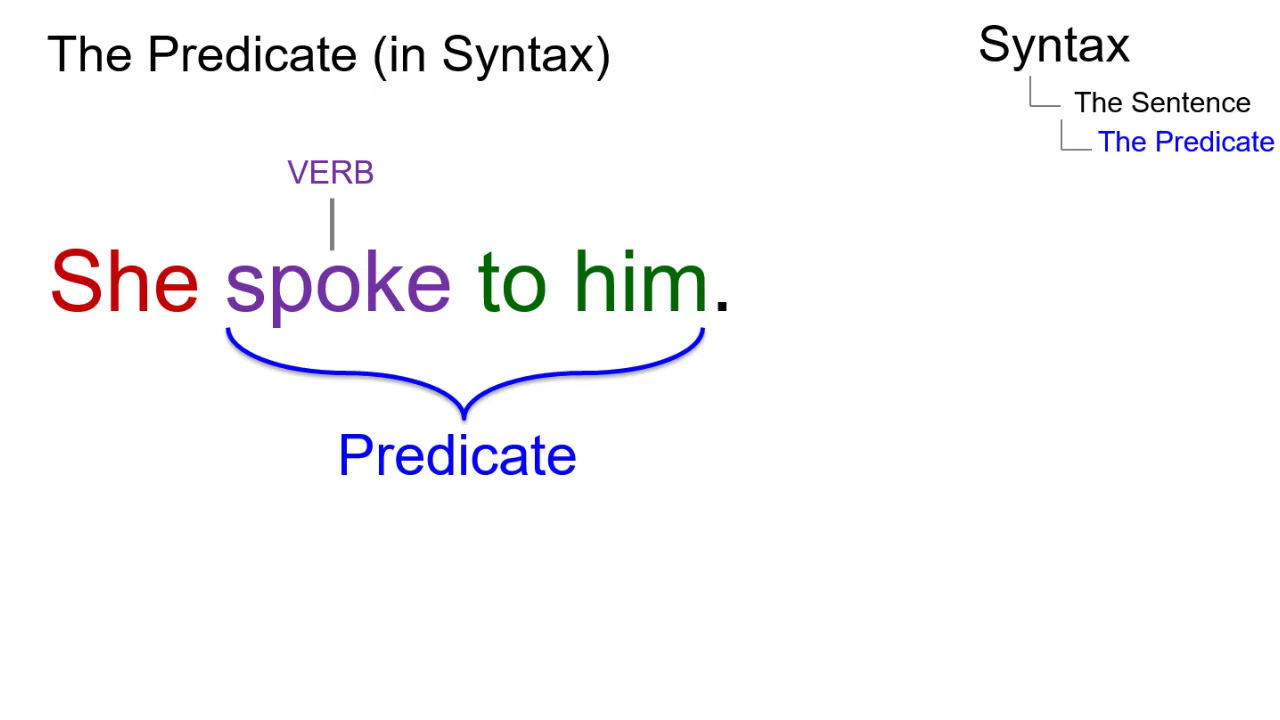 The Predicate (in Syntax)
Syntax
The Sentence
The Predicate
VERB
She spoke to him.
Predicate